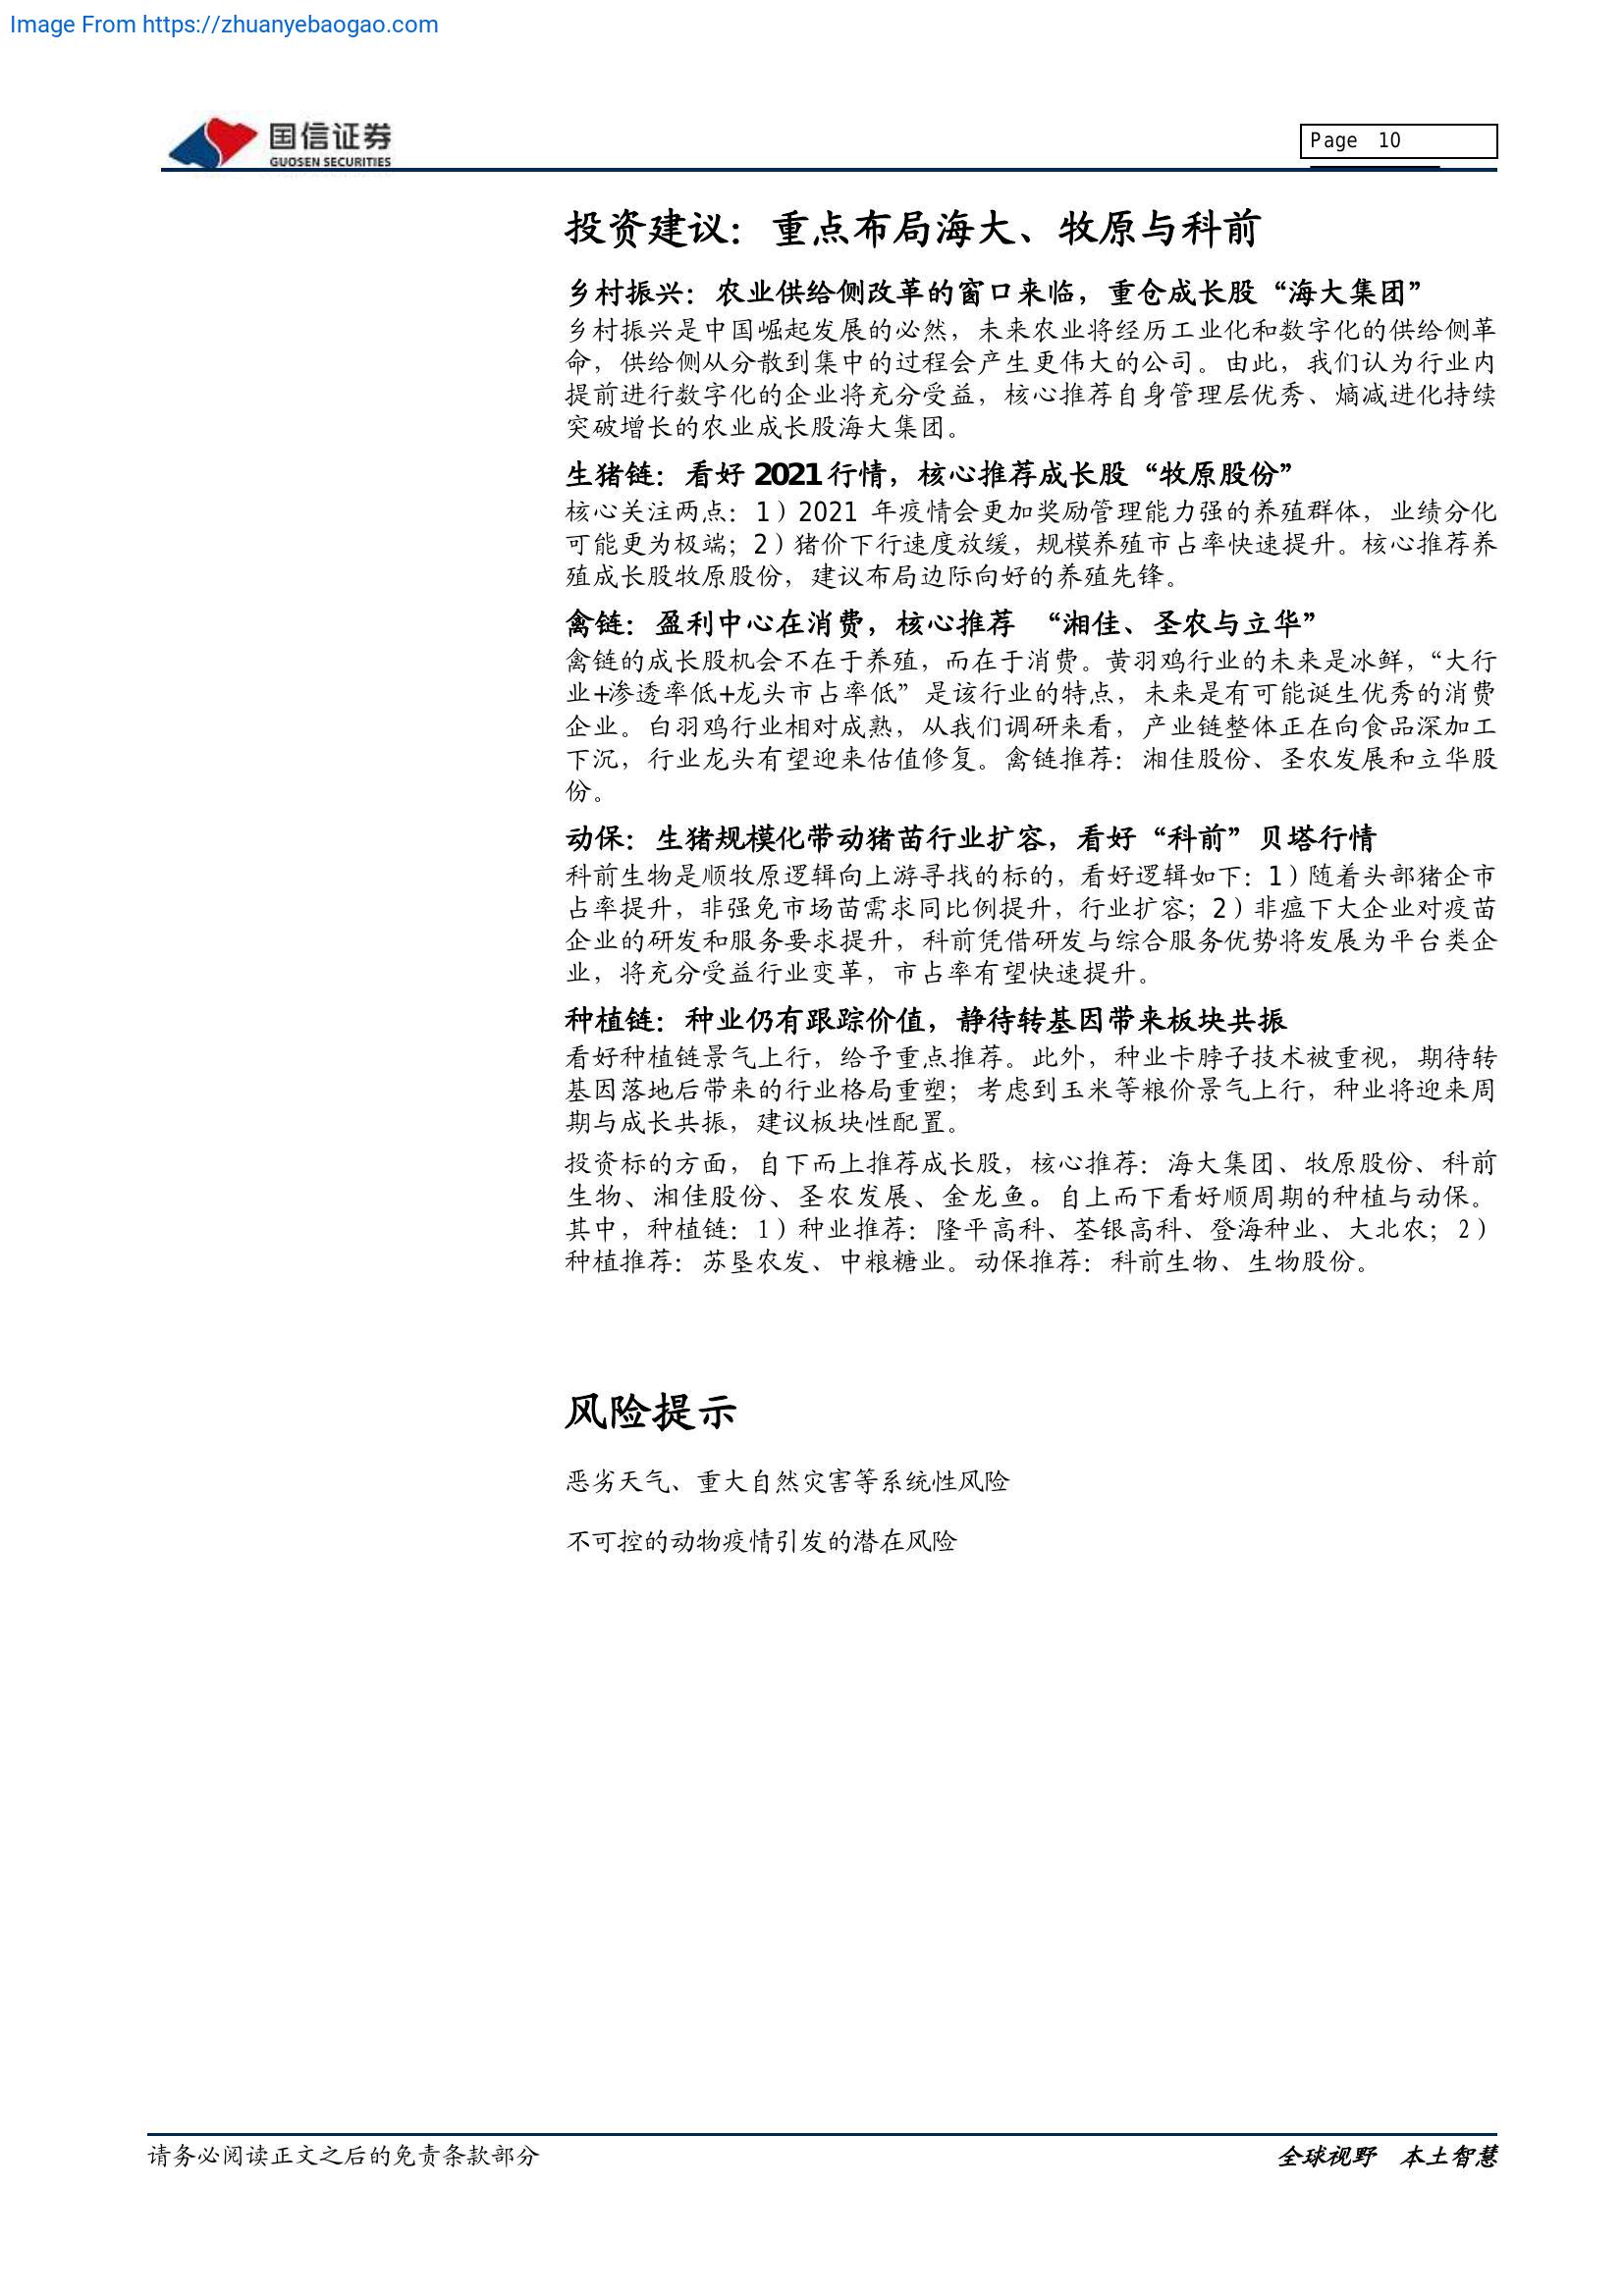 Image From https://zhuanyebaogao.com
国信证券
GUOSEN SECURITIES
Page 10
投资建议：重点布局海大、牧原与科前
乡村振兴：农业供给侧改革的窗口来临，重仓成长股“海大集团”
乡村振兴是中国崛起发展的必然，未来农业将经历工业化和数字化的供给侧革
命，供给侧从分散到集中的过程会产生更伟大的公司。由此，我们认为行业内
提前进行数字化的企业将充分受益，核心推荐自身管理层优秀、熵减进化持续
突破增长的农业成长股海大集团。
生猪链：看好 2021 行情，核心推荐成长股“牧原股份”
核心关注两点：1）2021 年疫情会更加奖励管理能力强的养殖群体，业绩分化
可能更为极端；2）猪价下行速度放缓，规模养殖市占率快速提升。核心推荐养
殖成长股牧原股份，建议布局边际向好的养殖先锋。
禽链：盈利中心在消费，核心推荐 “湘佳、圣农与立华”
禽链的成长股机会不在于养殖，而在于消费。黄羽鸡行业的未来是冰鲜，“大行
业+渗透率低+龙头市占率低”是该行业的特点，未来是有可能诞生优秀的消费
企业。白羽鸡行业相对成熟，从我们调研来看，产业链整体正在向食品深加工
下沉，行业龙头有望迎来估值修复。禽链推荐：湘佳股份、圣农发展和立华股
份。
动保：生猪规模化带动猪苗行业扩容，看好“科前”贝塔行情
科前生物是顺牧原逻辑向上游寻找的标的，看好逻辑如下：1）随着头部猪企市
占率提升，非强免市场苗需求同比例提升，行业扩容；2）非瘟下大企业对疫苗
企业的研发和服务要求提升，科前凭借研发与综合服务优势将发展为平台类企
业，将充分受益行业变革，市占率有望快速提升。
种植链：种业仍有跟踪价值，静待转基因带来板块共振
看好种植链景气上行，给予重点推荐。此外，种业卡脖子技术被重视，期待转
基因落地后带来的行业格局重塑；考虑到玉米等粮价景气上行，种业将迎来周
期与成长共振，建议板块性配置。
投资标的方面，自下而上推荐成长股，核心推荐：海大集团、牧原股份、科前
生物、湘佳股份、圣农发展、金龙鱼。自上而下看好顺周期的种植与动保。
其中，种植链：1）种业推荐：隆平高科、荃银高科、登海种业、大北农；2）
种植推荐：苏垦农发、中粮糖业。动保推荐：科前生物、生物股份。
风险提示
恶劣天气、重大自然灾害等系统性风险
不可控的动物疫情引发的潜在风险
请务必阅读正文之后的免责条款部分
全球视野 本土智慧